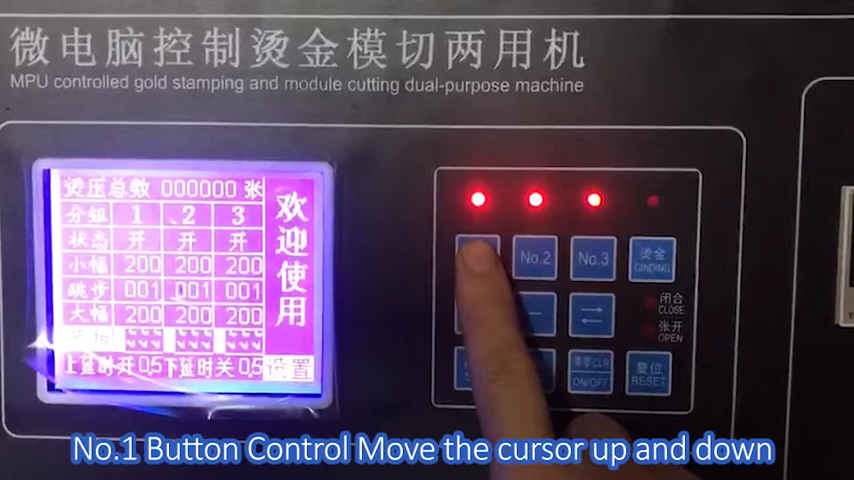 微电脑控制烫金模切两用机
MPU controlled gold stamping and module cutting dual-purpose machine
烫压总数 000000 张
分组 1 2 3
状态 开 开 开
小幅 200 200 200
跳步 001 001 001
大幅 200 200 200
上延时开 0.5 下延时关 0.5 设置
欢迎使用
No.2 No.3 烫金 GINDING
闭合 CLOSE
张开 OPEN
清零CLR ON/OFF
复位 RESET
No.1 Button Control Move the cursor up and down